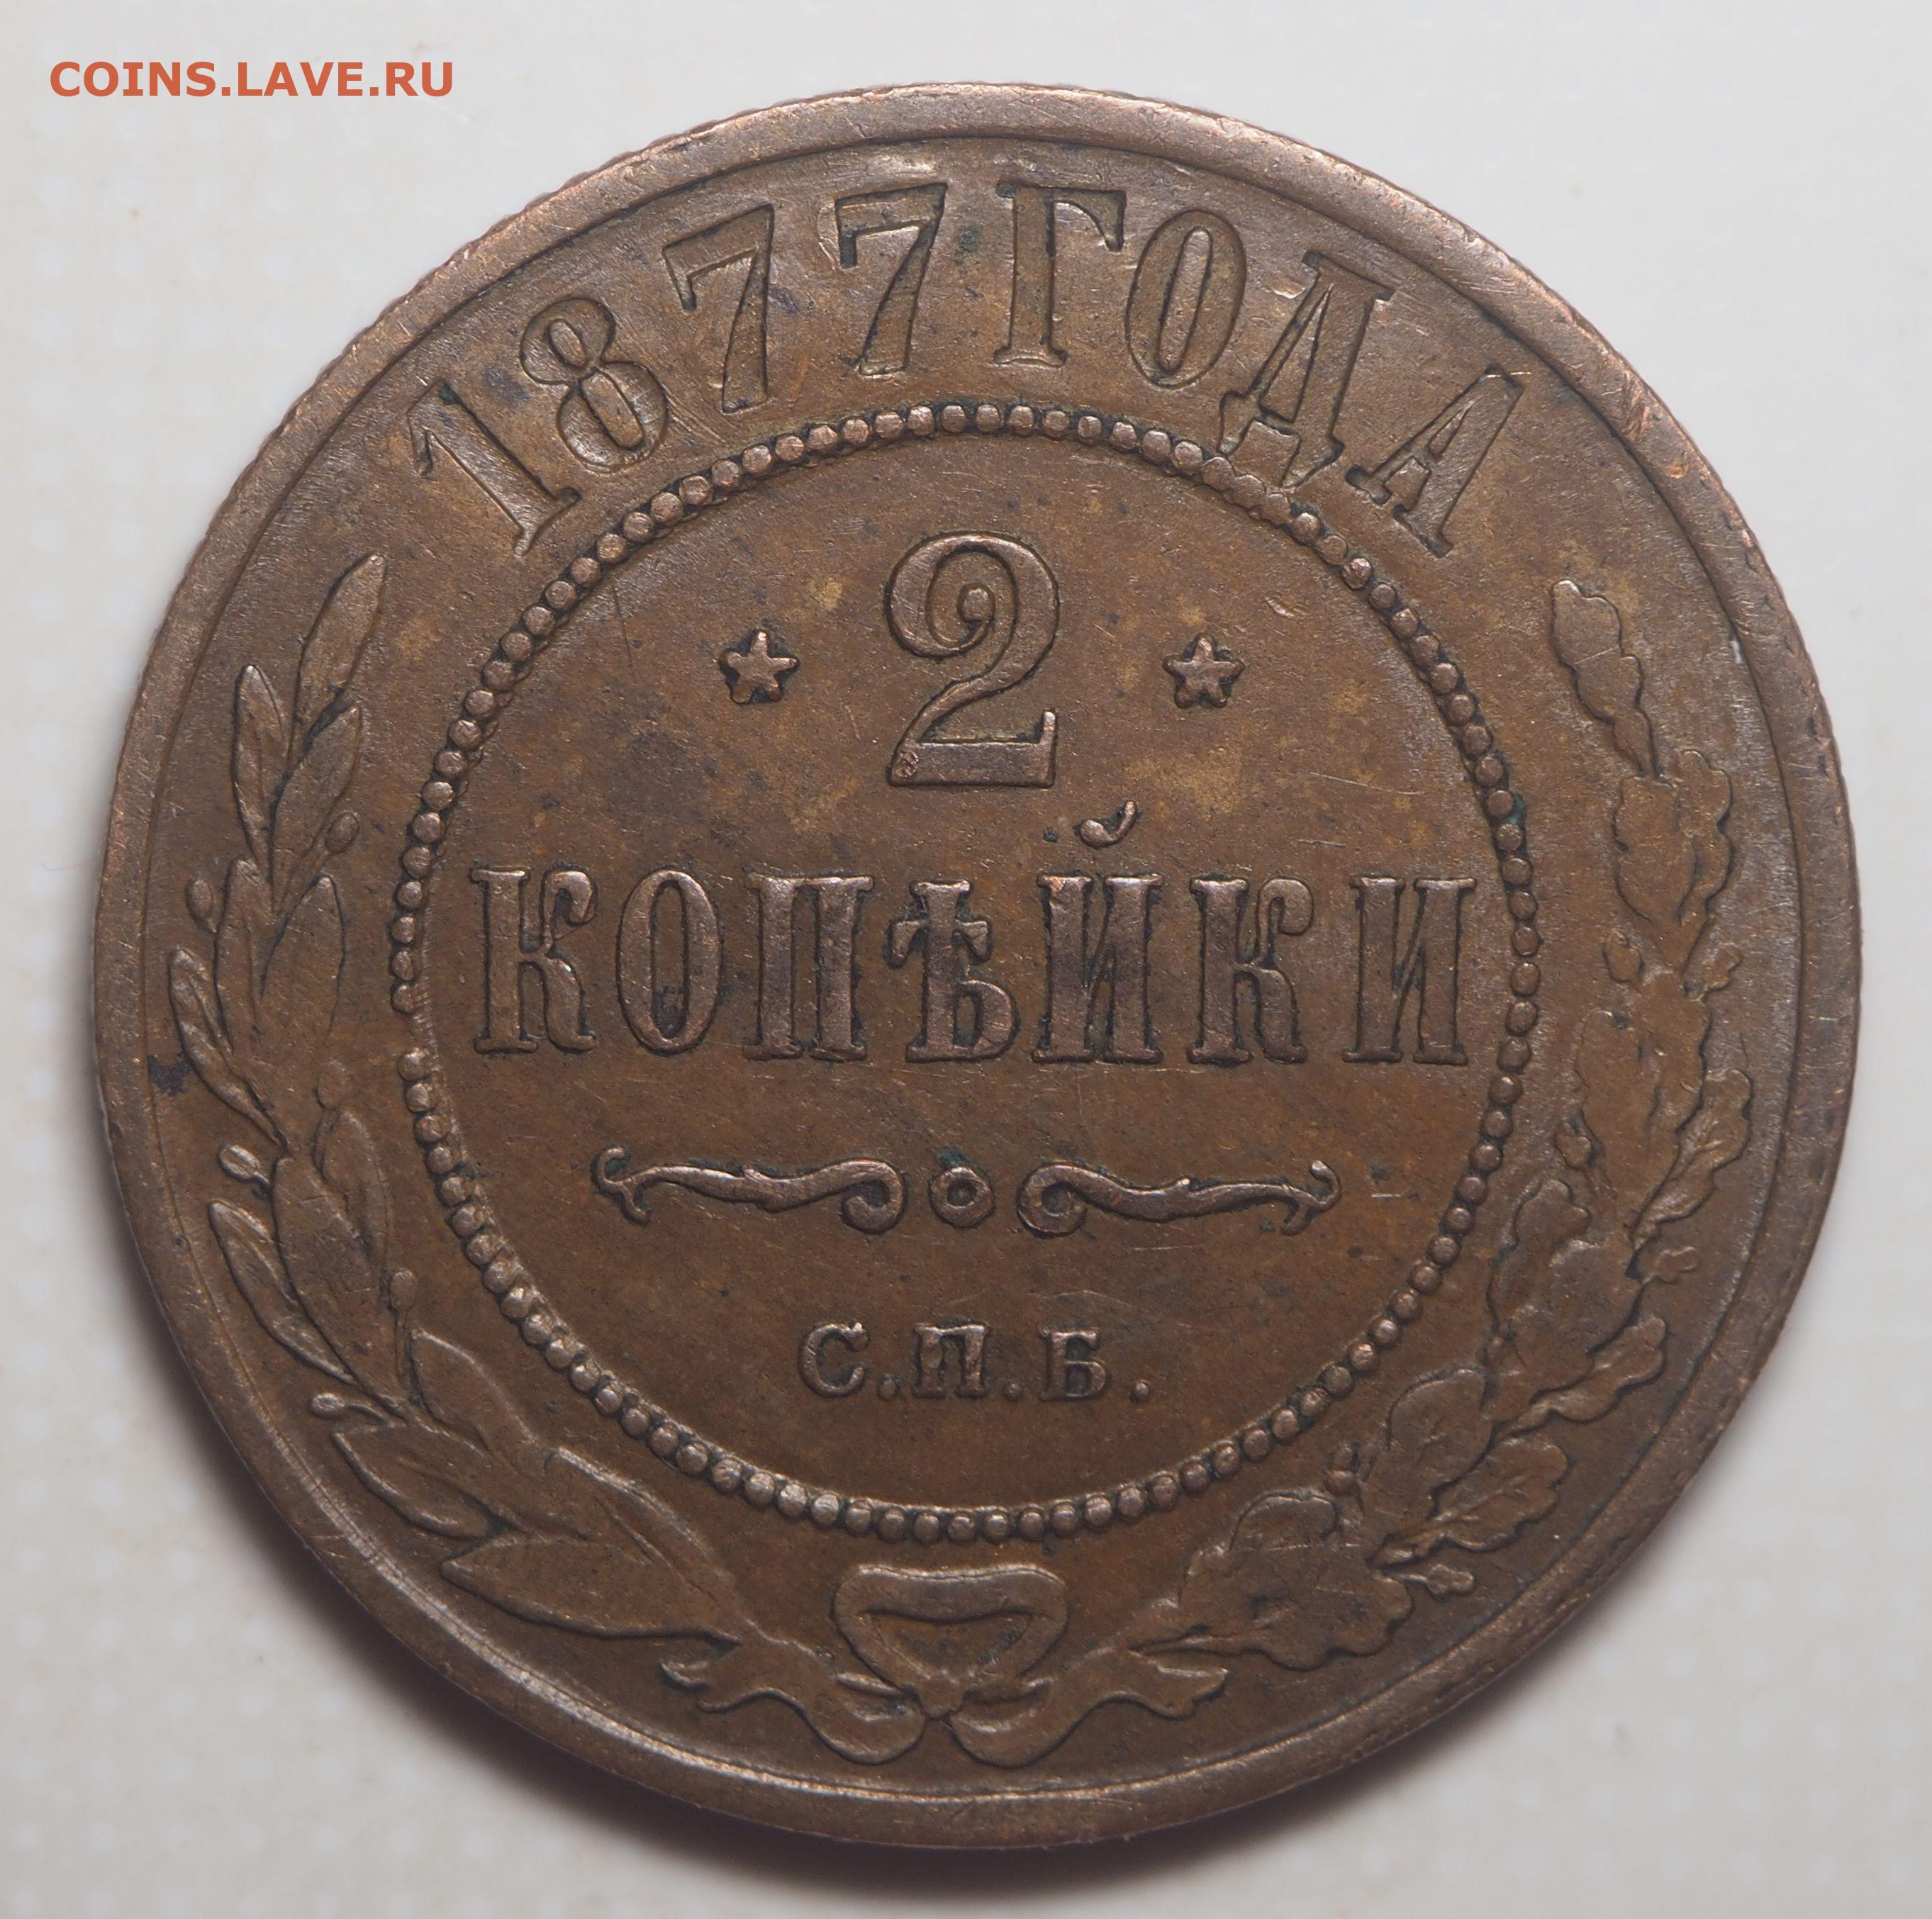 COINS.LAVE.RU
1877 ГОДА
2
КОПѢЙКИ
С.П.Б.